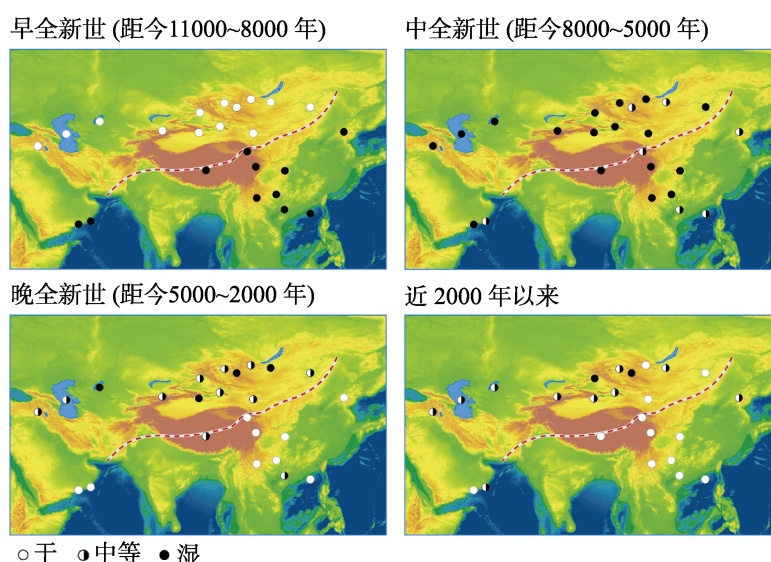 早全新世 (距今11000~8000 年)
中全新世 (距今8000~5000 年)
晚全新世 (距今5000~2000 年)
近 2000 年以来
干 中等 湿